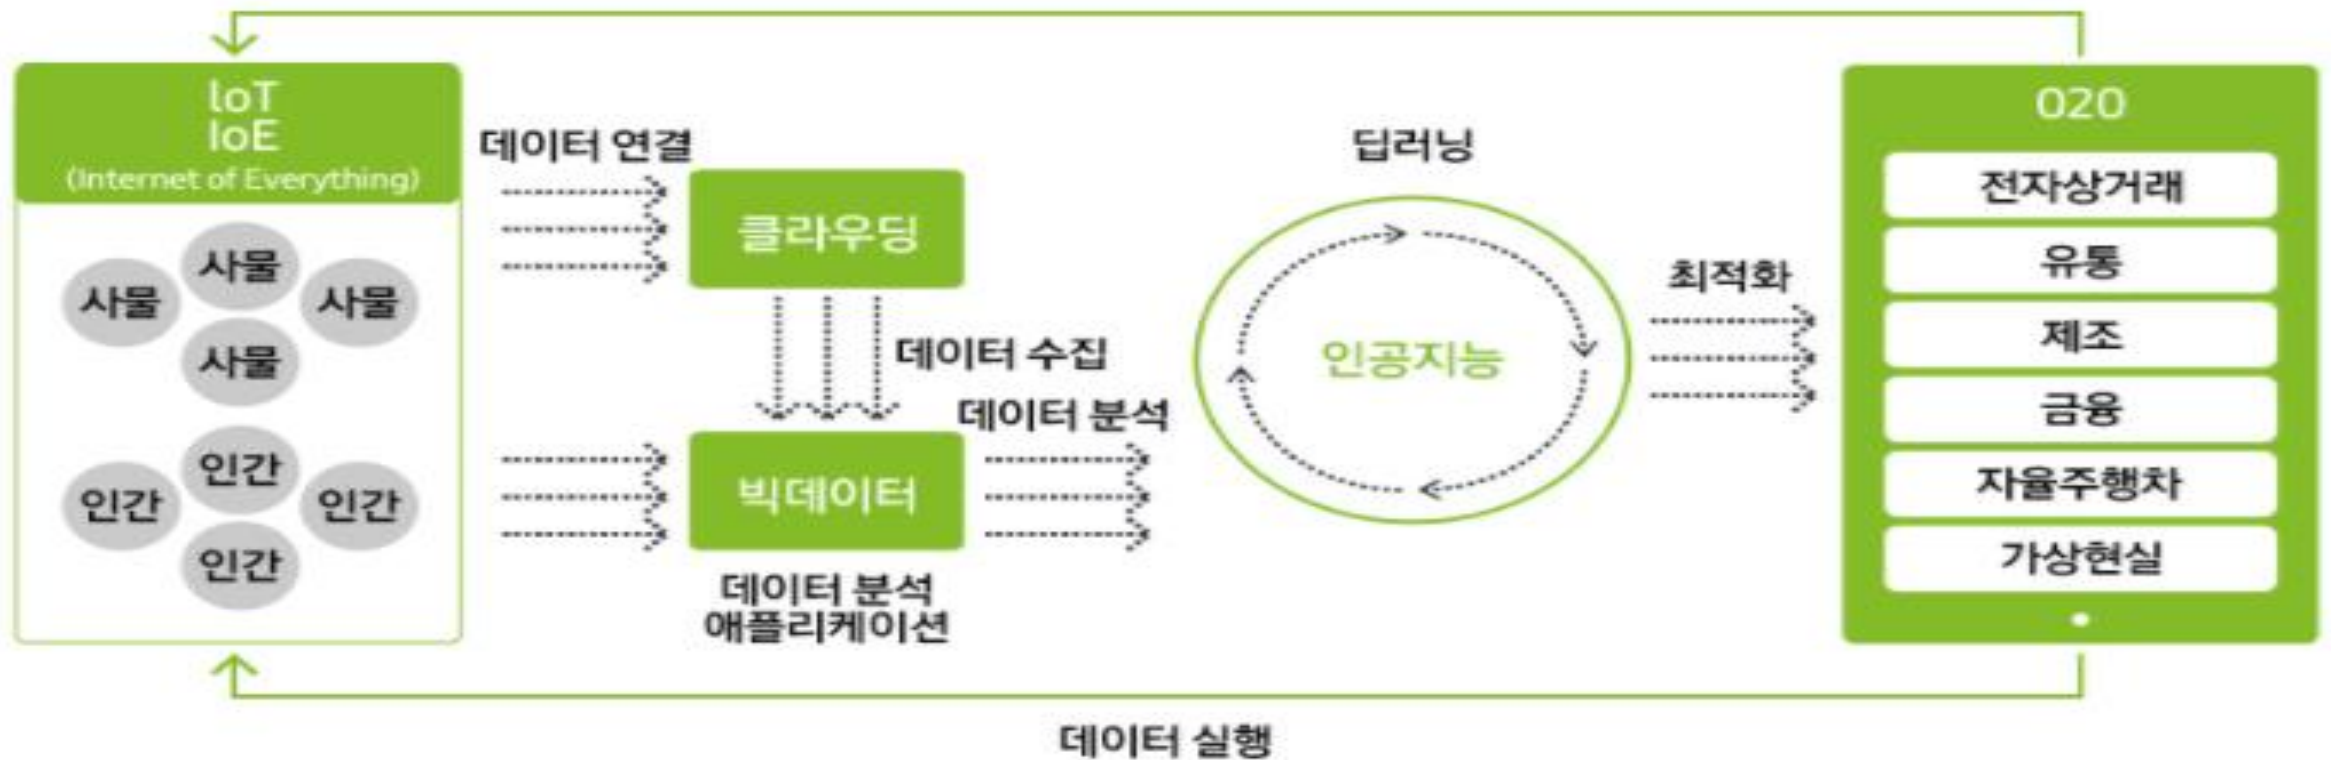 IoT
IoE
(Internet of Everything)
사물
사물
사물
사물
인간
인간
인간
인간
데이터 연결
클라우딩
데이터 수집
데이터 분석
빅데이터
데이터 분석
애플리케이션
딥러닝
인공지능
최적화
O2O
전자상거래
유통
제조
금융
자율주행차
가상현실
데이터 실행